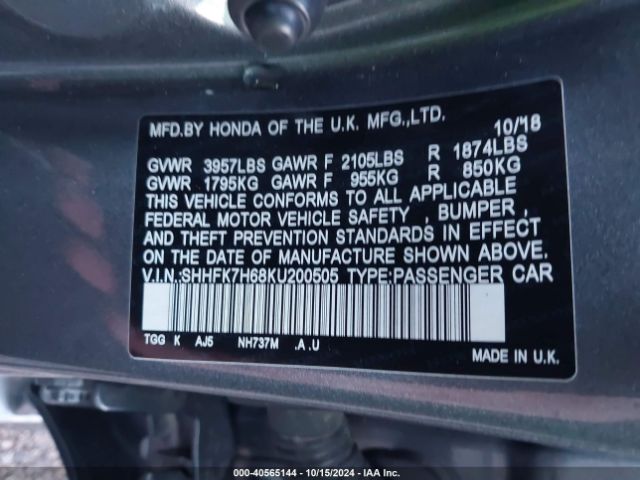 MFD.BY HONDA OF THE U.K. MFG.,LTD. 10/18
GVWR 3957LBS GAWR F 2105LBS R 1874LBS
GVWR 1795KG GAWR F 955KG R 850KG
THIS VEHICLE CONFORMS TO ALL APPLICABLE
FEDERAL MOTOR VEHICLE SAFETY , BUMPER ,
AND THEFT PREVENTION STANDARDS IN EFFECT
ON THE DATE OF MANUFACTURE SHOWN ABOVE.
V.I.N.:SHHFK7H68KU200505 TYPE:PASSENGER CAR
TGG K AJ5 NH737M .A .U
MADE IN U.K.
000-40565144 - 10/15/2024 - IAA Inc.